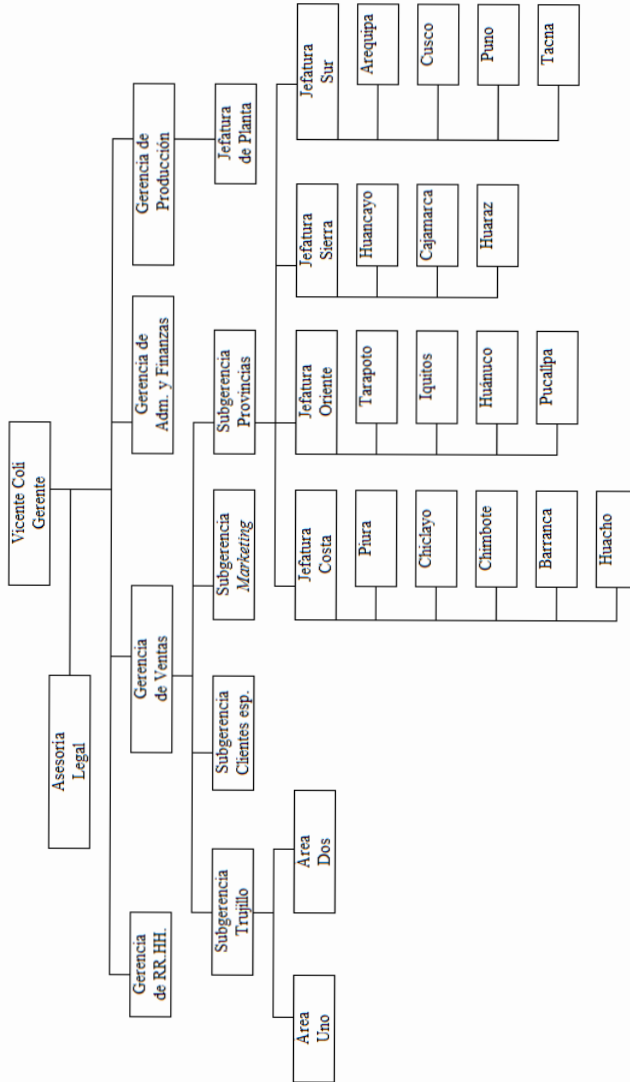 Vicente Coli
Gerente
Asesoria
Legal
Gerencia
de RR.HH.
Gerencia
de Ventas
Gerencia de
Adm. y Finanzas
Gerencia de
Producción
Subgerencia
Trujillo
Subgerencia
Clientes esp.
Subgerencia
Marketing
Subgerencia
Provincias
Jefatura
de Planta
Area
Uno
Area
Dos
Jefatura
Costa
Piura
Chiclayo
Chimbote
Barranca
Huacho
Jefatura
Oriente
Tarapoto
Iquitos
Huánuco
Pucallpa
Jefatura
Sierra
Huancayo
Cajamarca
Huaraz
Jefatura
Sur
Arequipa
Cusco
Puno
Tacna